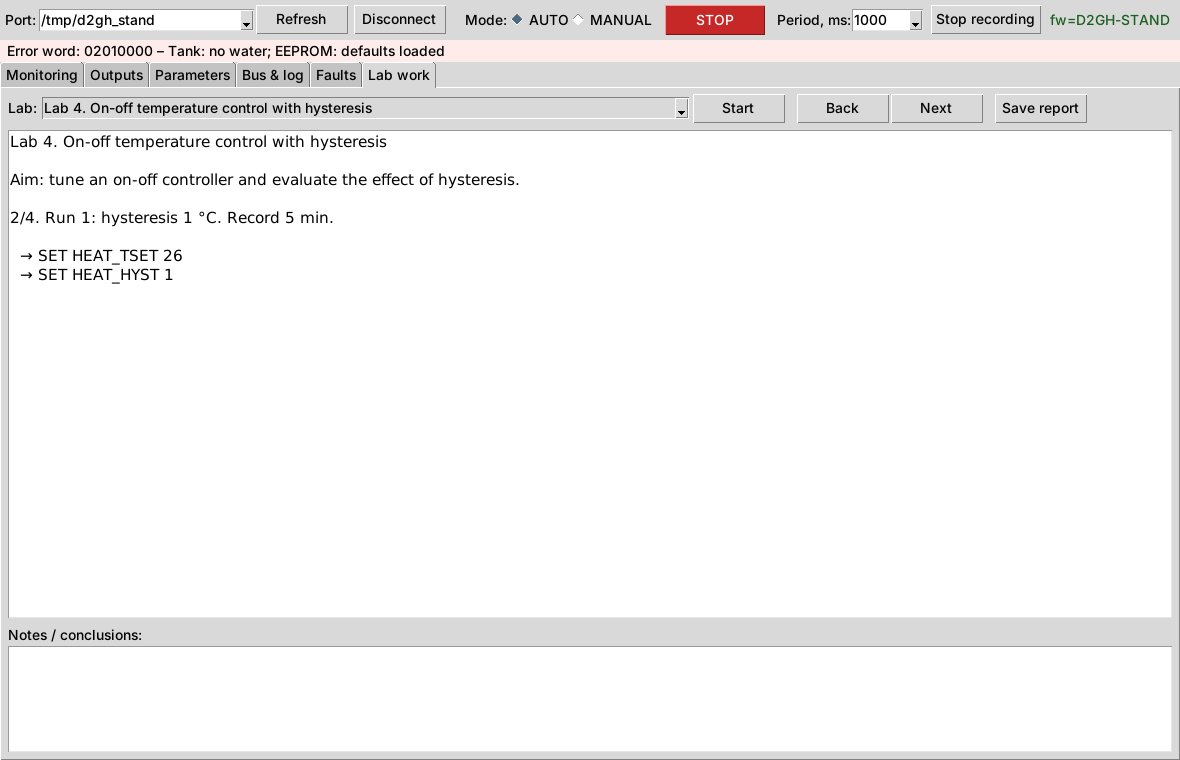 Port: /tmp/d2gh_stand Refresh Disconnect Mode: AUTO MANUAL STOP Period, ms: 1000 Stop recording fw=D2GH-STAND
Error word: 02010000 – Tank: no water; EEPROM: defaults loaded
Monitoring Outputs Parameters Bus & log Faults Lab work
Lab: Lab 4. On-off temperature control with hysteresis Start Back Next Save report
Lab 4. On-off temperature control with hysteresis
Aim: tune an on-off controller and evaluate the effect of hysteresis.
2/4. Run 1: hysteresis 1 °C. Record 5 min.
→ SET HEAT_TSET 26
→ SET HEAT_HYST 1
Notes / conclusions: